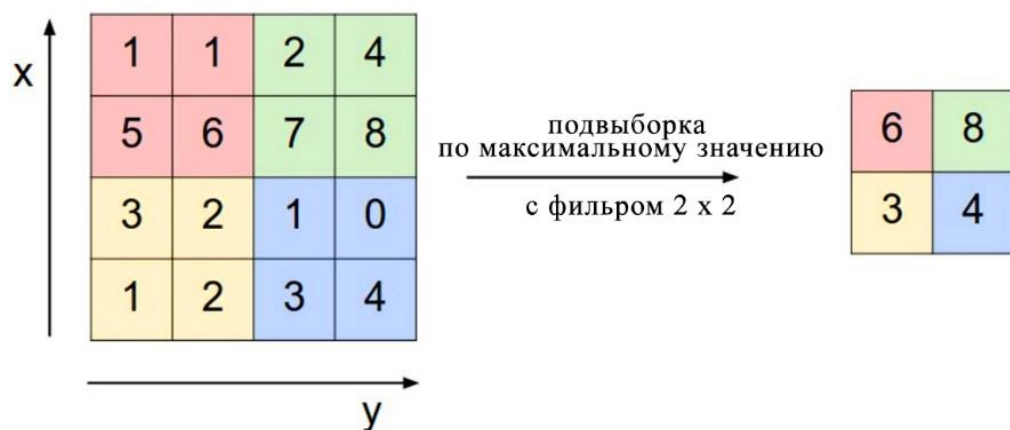 x
1 1 2 4
5 6 7 8
3 2 1 0
1 2 3 4
y
подвыборка
по максимальному значению
с фильром 2 x 2
6 8
3 4